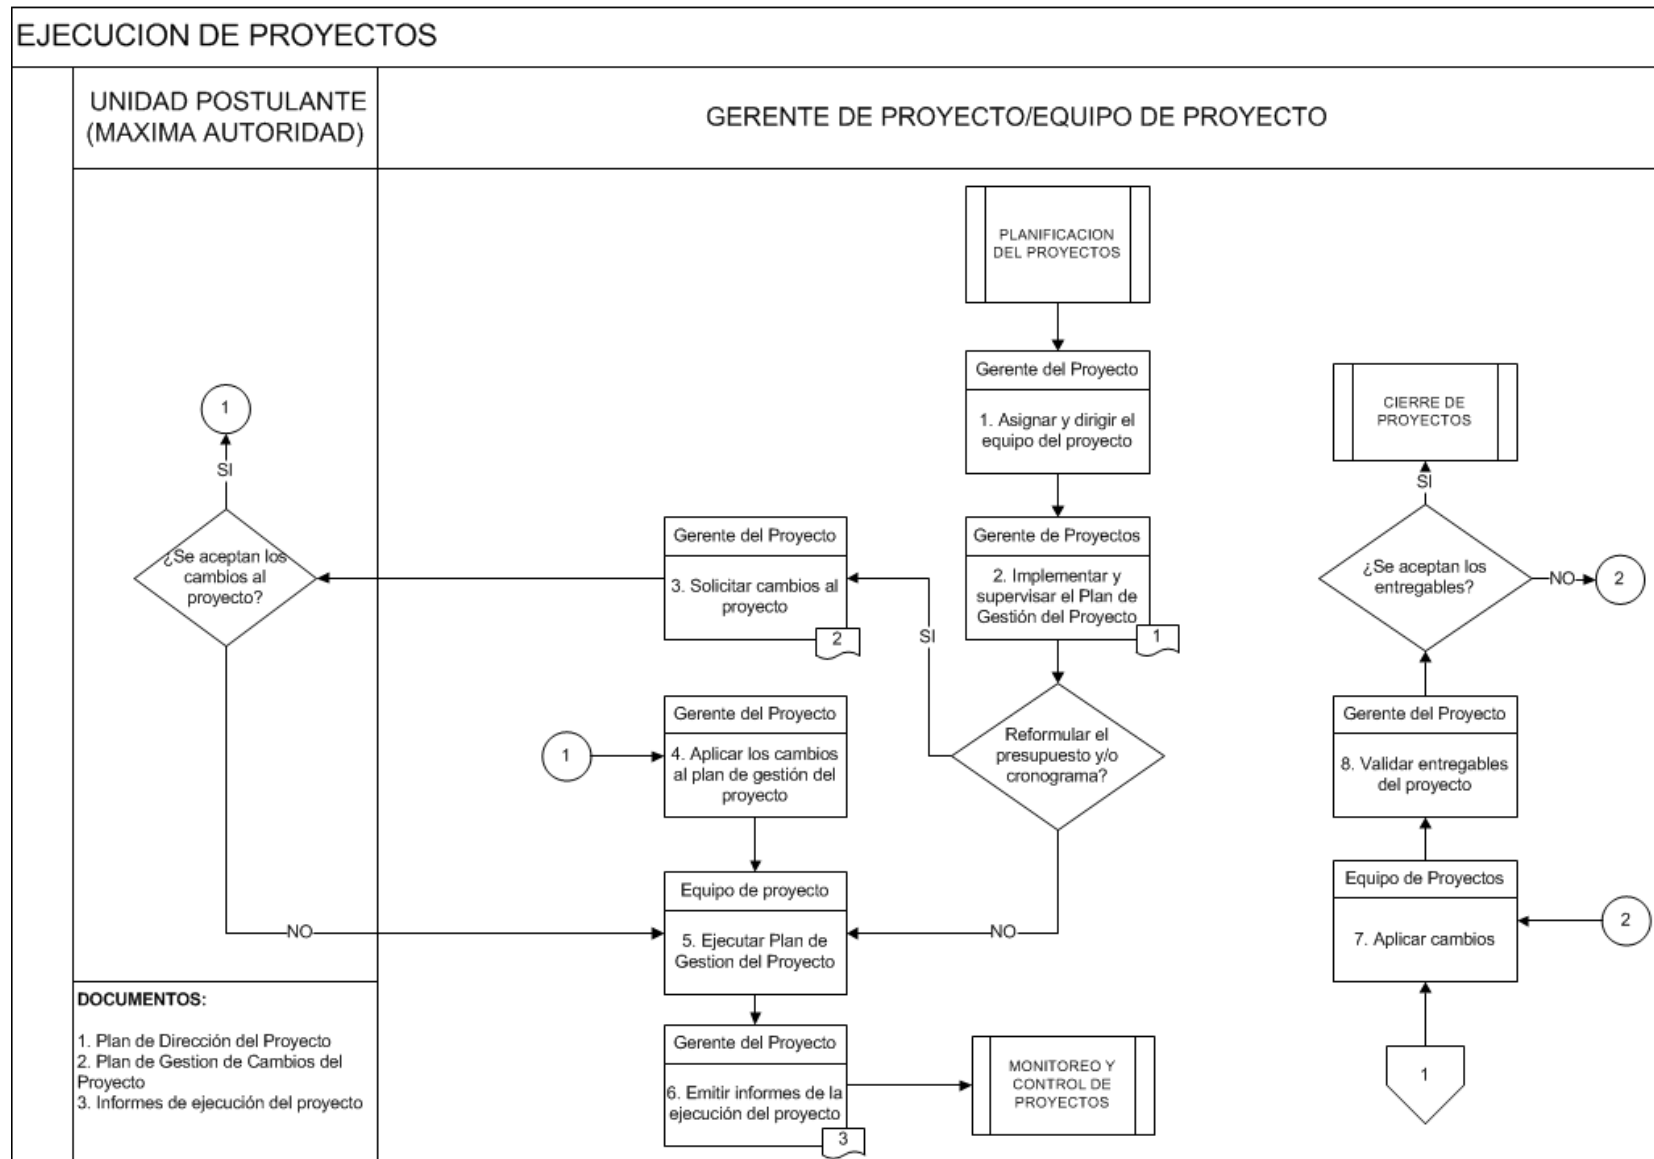 EJECUCION DE PROYECTOS
UNIDAD POSTULANTE
(MAXIMA AUTORIDAD)
GERENTE DE PROYECTO/EQUIPO DE PROYECTO
PLANIFICACION
DEL PROYECTOS
Gerente del Proyecto
1. Asignar y dirigir el
equipo del proyecto
CIERRE DE
PROYECTOS
1
SI
SI
¿Se aceptan los
cambios al
proyecto?
Gerente del Proyecto
3. Solicitar cambios al
proyecto
2
Gerente de Proyectos
2. Implementar y
supervisar el Plan de
Gestión del Proyecto
1
¿Se aceptan los
entregables?
NO
2
SI
Gerente del Proyecto
4. Aplicar los cambios
al plan de gestión del
proyecto
1
Reformular el
presupuesto y/o
cronograma?
Gerente del Proyecto
8. Validar entregables
del proyecto
Equipo de proyecto
5. Ejecutar Plan de
Gestion del Proyecto
NO
NO
Equipo de Proyectos
7. Aplicar cambios
2
DOCUMENTOS:
1. Plan de Dirección del Proyecto
2. Plan de Gestion de Cambios del
Proyecto
3. Informes de ejecución del proyecto
Gerente del Proyecto
6. Emitir informes de la
ejecución del proyecto
3
MONITOREO Y
CONTROL DE
PROYECTOS
1